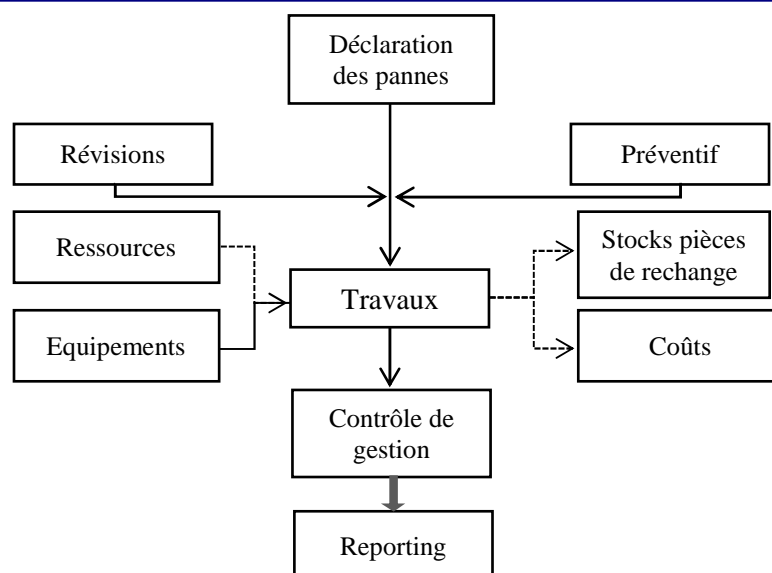 Déclaration
des pannes
Révisions
Préventif
Ressources
Stocks pièces
de rechange
Travaux
Equipements
Coûts
Contrôle de
gestion
Reporting